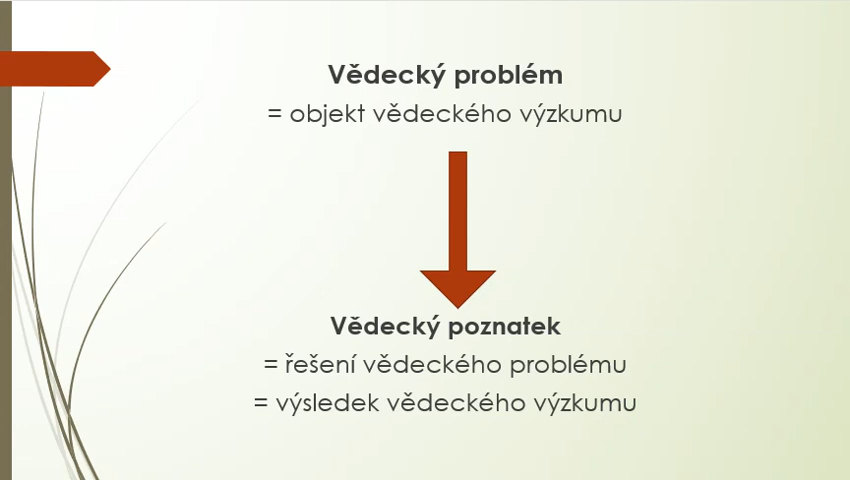 Vědecký problém
= objekt vědeckého výzkumu
Vědecký poznatek
= řešení vědeckého problému
= výsledek vědeckého výzkumu